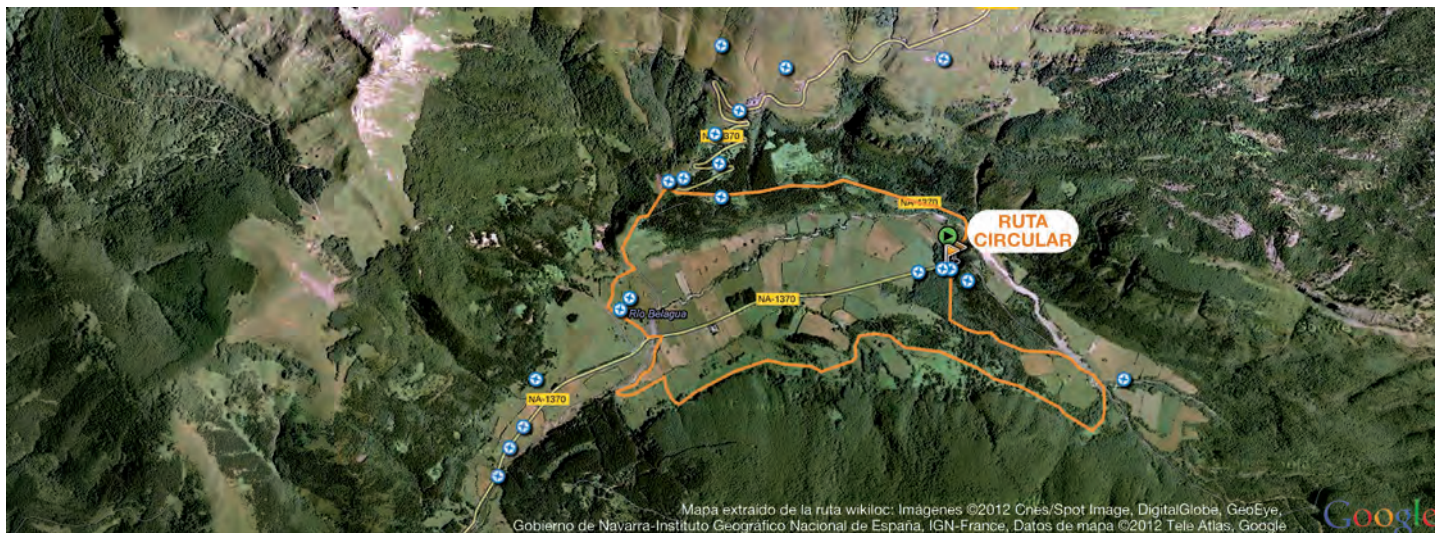 NA-1370
RUTA
CIRCULAR
NA-1370
Río Belagua
NA-1370
Mapa extraído de la ruta wikiloc: Imágenes ©2012 Cnes/Spot Image, DigitalGlobe, GeoEye,
Gobierno de Navarra-Instituto Geográfico Nacional de España, IGN-France, Datos de mapa ©2012 Tele Atlas, Google
Google